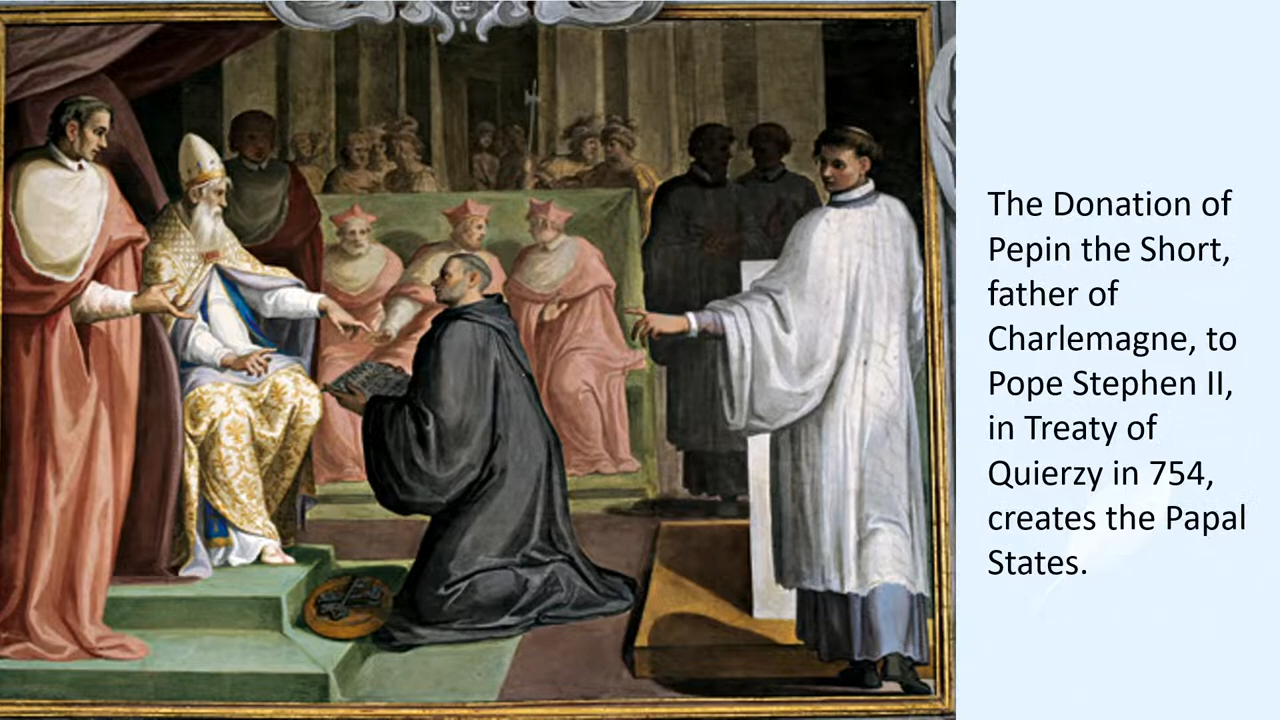 The Donation of
Pepin the Short,
father of
Charlemagne, to
Pope Stephen II,
in Treaty of
Quierzy in 754,
creates the Papal
States.